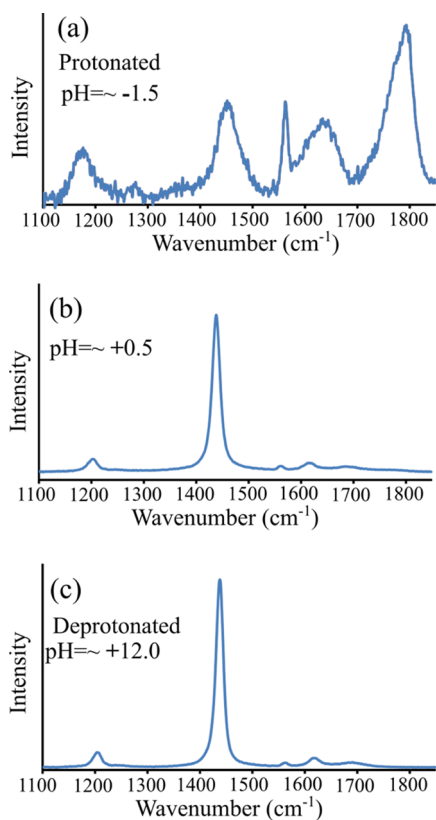 (a)
Protonated
pH=~ -1.5
Intensity
1100 1200 1300 1400 1500 1600 1700 1800
Wavenumber (cm-1)
(b)
pH=~ +0.5
Intensity
1100 1200 1300 1400 1500 1600 1700
Wavenumber (cm-1)
(c)
Deprotonated
pH=~ +12.0
Intensity
1100 1200 1300 1400 1500 1600 1700 1800
Wavenumber (cm-1)